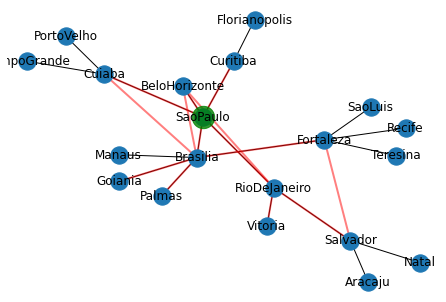 Florianopolis
PortoVelho
mpoGrande
Curitiba
Cuiaba
BeloHorizonte
SaoLuis
SaoPaulo
Recife
Fortaleza
Manaus
Brasilia
Teresina
Goiania
Palmas
RioDeJaneiro
Vitoria
Salvador
Natal
Aracaju